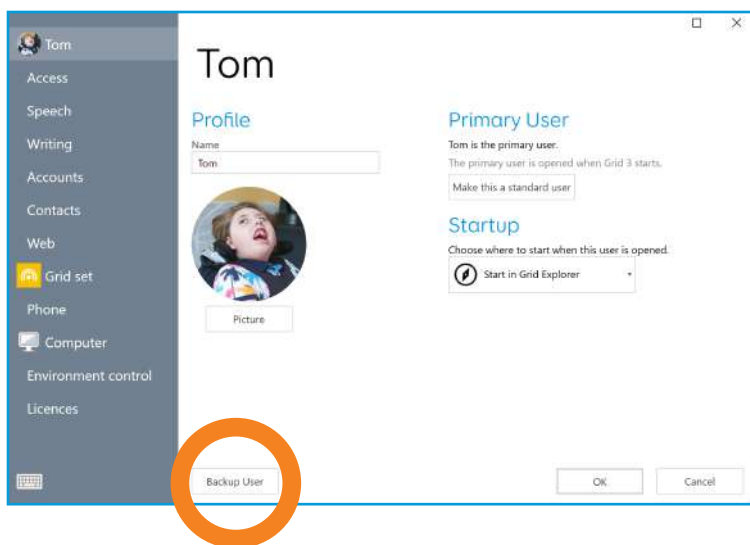 Tom
Access
Speech
Writing
Accounts
Contacts
Web
Grid set
Phone
Computer
Environment control
Licences
Tom
Profile
Name
Tom
Picture
Primary User
Tom is the primary user.
The primary user is opened when Grid 3 starts.
Make this a standard user
Startup
Choose where to start when this user is opened.
Start in Grid Explorer
Backup User
OK
Cancel